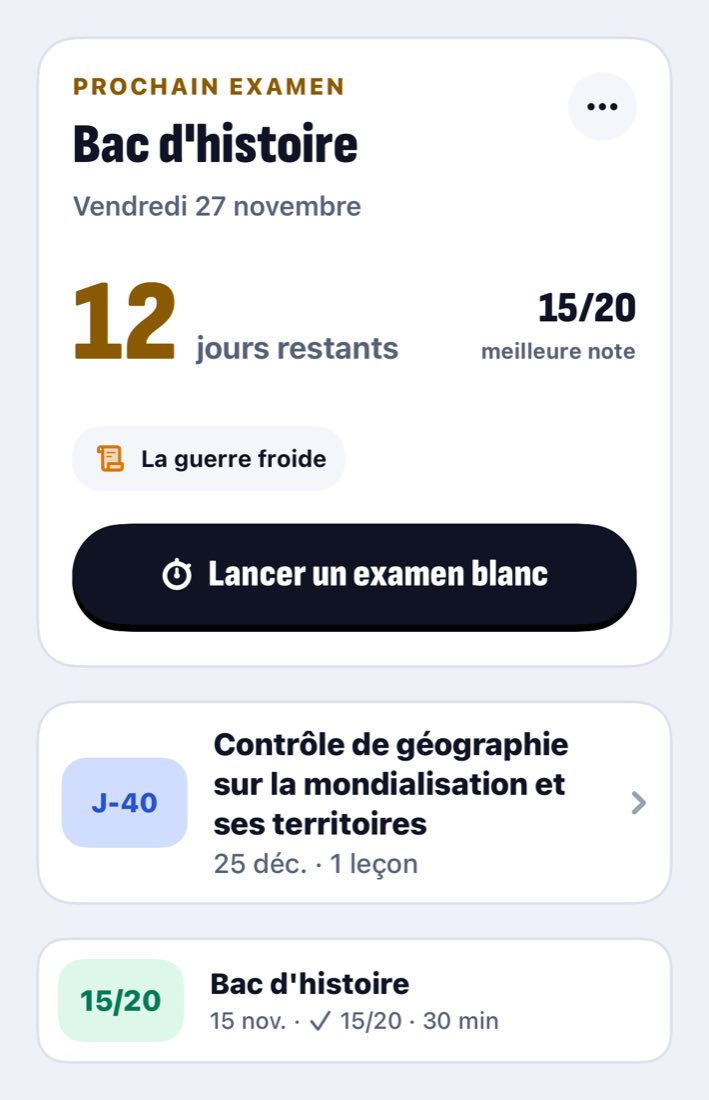 PROCHAIN EXAMEN
Bac d'histoire
Vendredi 27 novembre
12 jours restants
15/20
meilleure note
La guerre froide
Lancer un examen blanc
J-40
Contrôle de géographie
sur la mondialisation et
ses territoires
25 déc. · 1 leçon
15/20
Bac d'histoire
15 nov. · ✓ 15/20 · 30 min